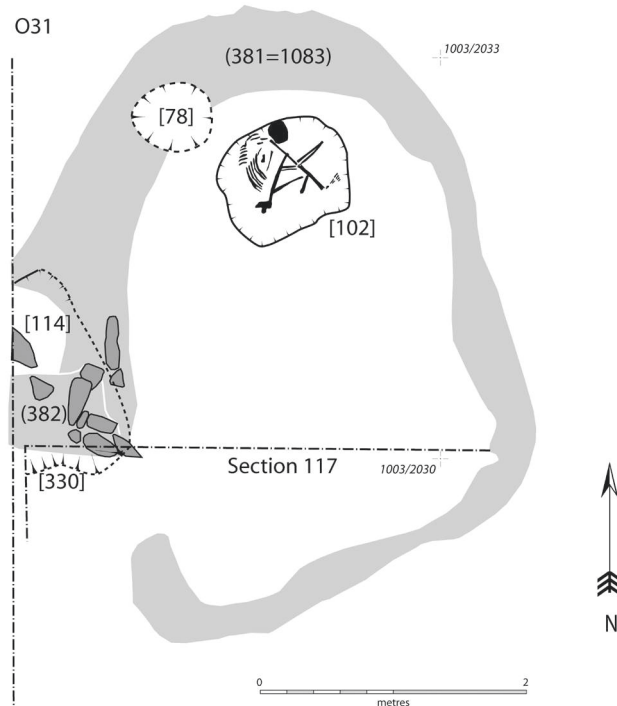 O31
(381=1083)
1003/2033
[78]
[102]
[114]
(382)
Section 117
1003/2030
[330]
N
0
2
metres